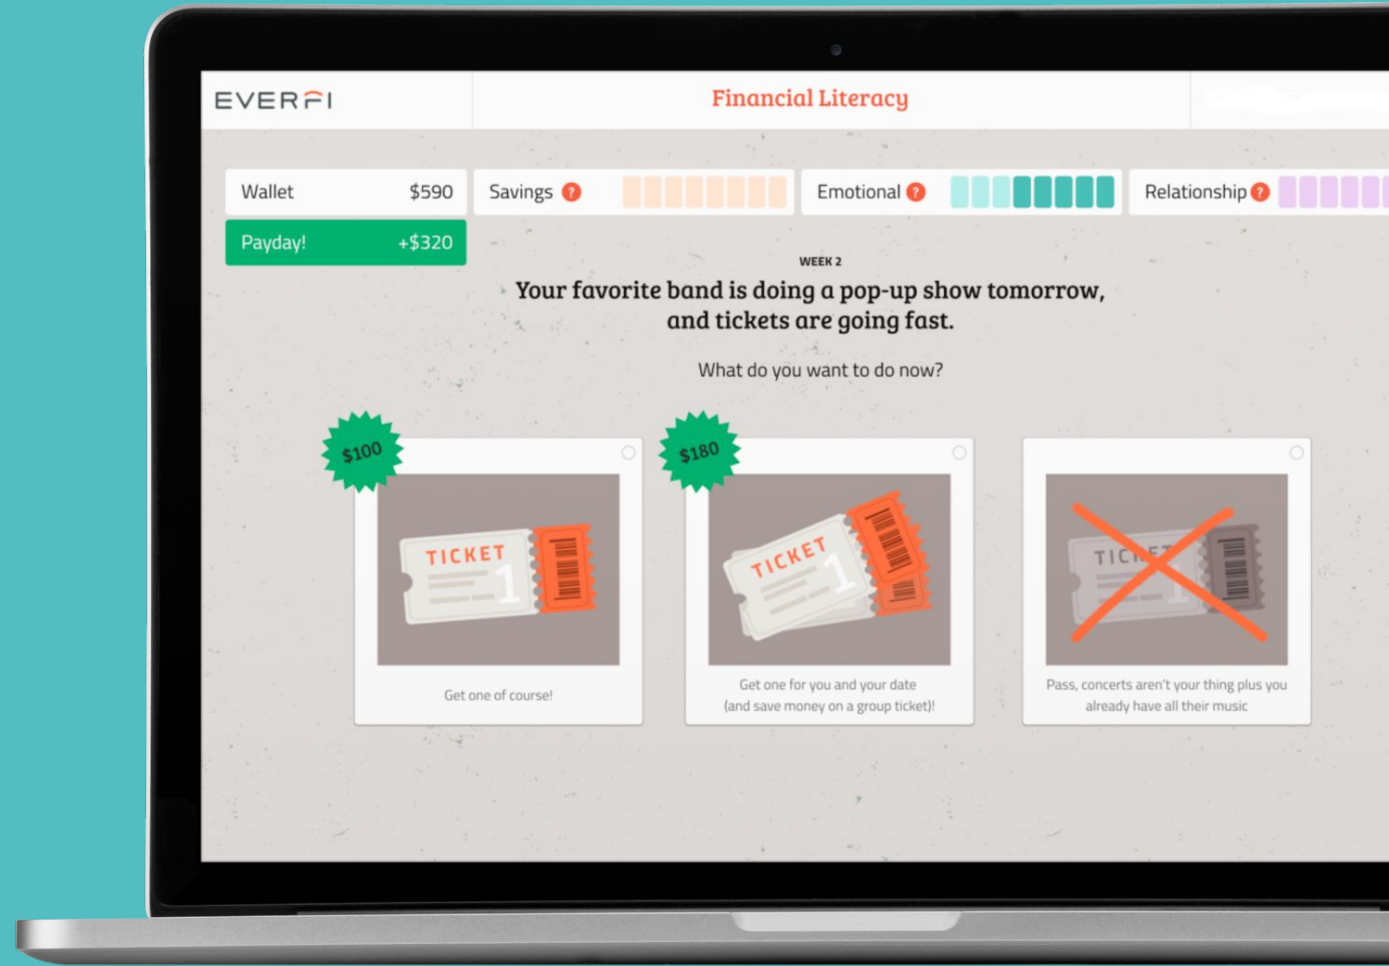 EVERFI
Financial Literacy
Wallet $590
Savings ?
Emotional ?
Relationship ?
Payday! +$320
WEEK 2
Your favorite band is doing a pop-up show tomorrow,
and tickets are going fast.
What do you want to do now?
$100
TICKET
1
Get one of course!
$180
TICKET
1
Get one for you and your date
(and save money on a group ticket)!
TICKET
1
Pass, concerts aren't your thing plus you
already have all their music